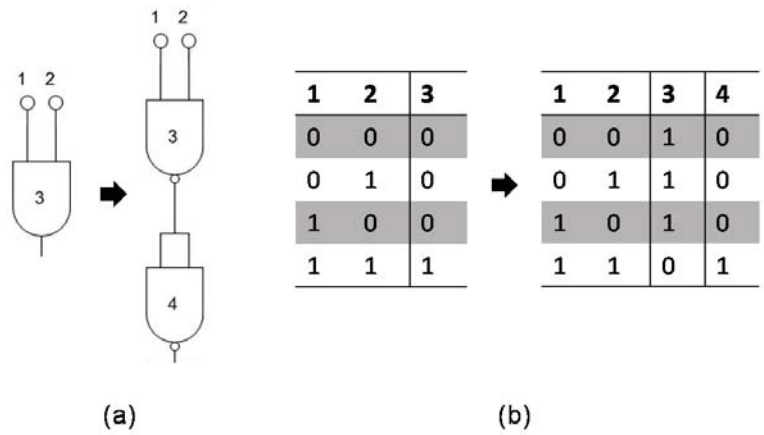 1 2
3
1 2
3
4
1 2 3
0 0 0
0 1 0
1 0 0
1 1 1
1 2 3 4
0 0 1 0
0 1 1 0
1 0 1 0
1 1 0 1
(a)
(b)